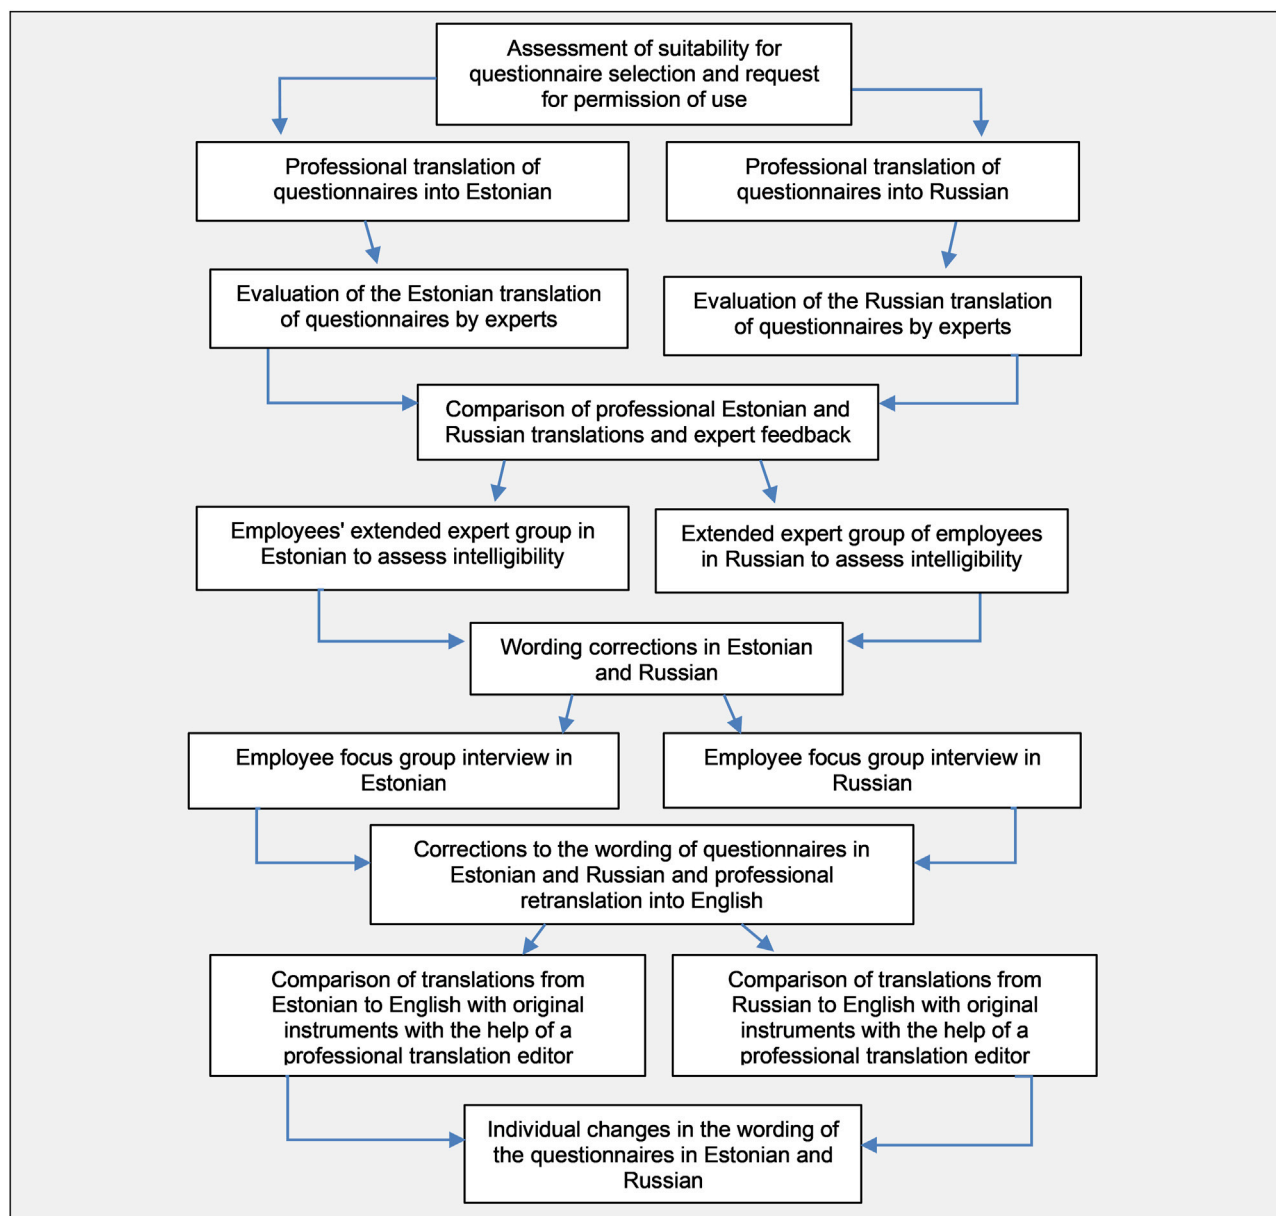 Assessment of suitability for
questionnaire selection and request
for permission of use
Professional translation of
questionnaires into Estonian
Professional translation of
questionnaires into Russian
Evaluation of the Estonian translation
of questionnaires by experts
Evaluation of the Russian translation
of questionnaires by experts
Comparison of professional Estonian and
Russian translations and expert feedback
Employees' extended expert group in
Estonian to assess intelligibility
Extended expert group of employees
in Russian to assess intelligibility
Wording corrections in Estonian
and Russian
Employee focus group interview in
Estonian
Employee focus group interview in
Russian
Corrections to the wording of questionnaires in
Estonian and Russian and professional
retranslation into English
Comparison of translations from
Estonian to English with original
instruments with the help of a
professional translation editor
Comparison of translations from
Russian to English with original
instruments with the help of a
professional translation editor
Individual changes in the wording of
the questionnaires in Estonian and
Russian